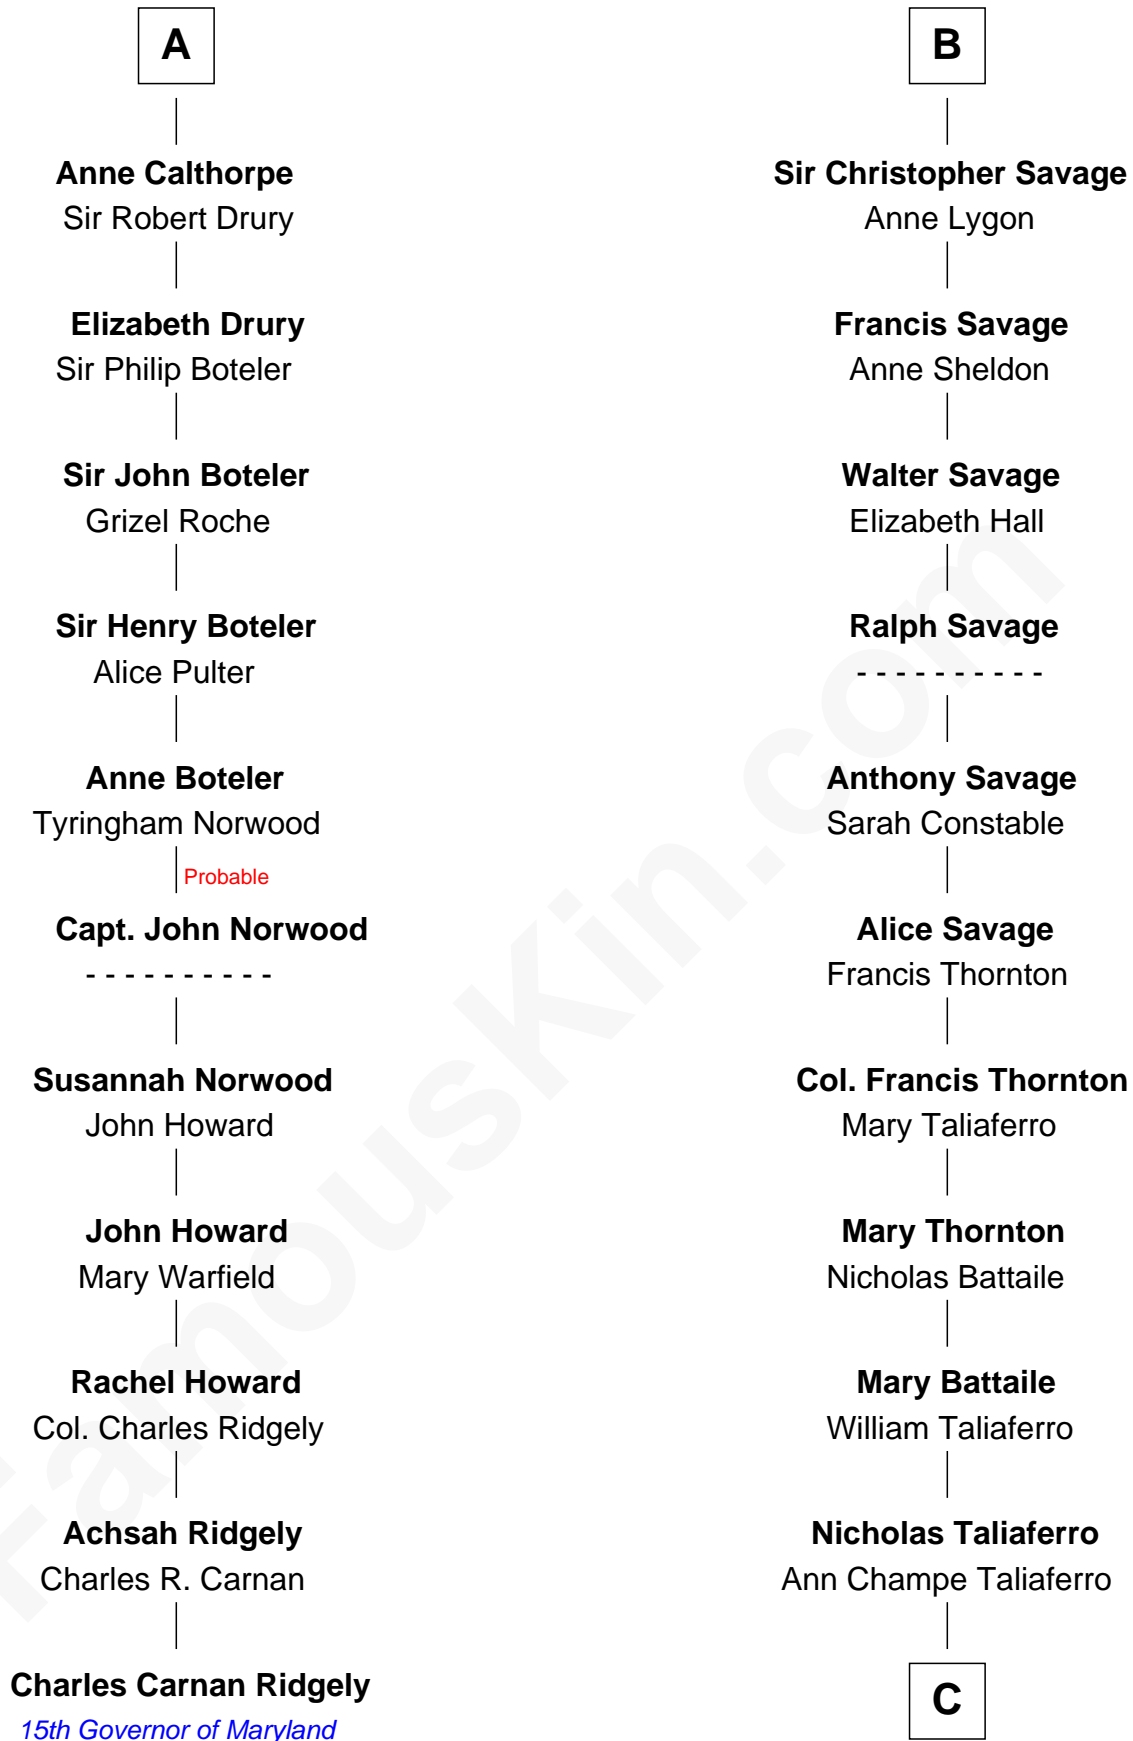 A
Anne Calthorpe
Sir Robert Drury
Elizabeth Drury
Sir Philip Boteler
Sir John Boteler
Grizel Roche
Sir Henry Boteler
Alice Pulter
Anne Boteler
Tyringham Norwood
Probable
Capt. John Norwood
- - - - - - - - - -
Susannah Norwood
John Howard
John Howard
Mary Warfield
Rachel Howard
Col. Charles Ridgely
Achsah Ridgely
Charles R. Carnan
Charles Carnan Ridgely
15th Governor of Maryland
B
Sir Christopher Savage
Anne Lygon
Francis Savage
Anne Sheldon
Walter Savage
Elizabeth Hall
Ralph Savage
- - - - - - - - - -
Anthony Savage
Sarah Constable
Alice Savage
Francis Thornton
Col. Francis Thornton
Mary Taliaferro
Mary Thornton
Nicholas Battaile
Mary Battaile
William Taliaferro
Nicholas Taliaferro
Ann Champe Taliaferro
C
FamousKin.com